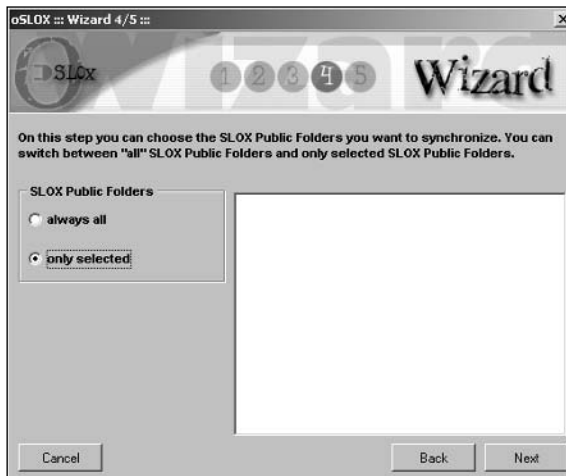 oSLOX ::: Wizard 4/5 :::
SLOx
1 2 3 4 5
Wizard
On this step you can choose the SLOX Public Folders you want to synchronize. You can
switch between "all" SLOX Public Folders and only selected SLOX Public Folders.
SLOX Public Folders
always all
only selected
Cancel
Back
Next